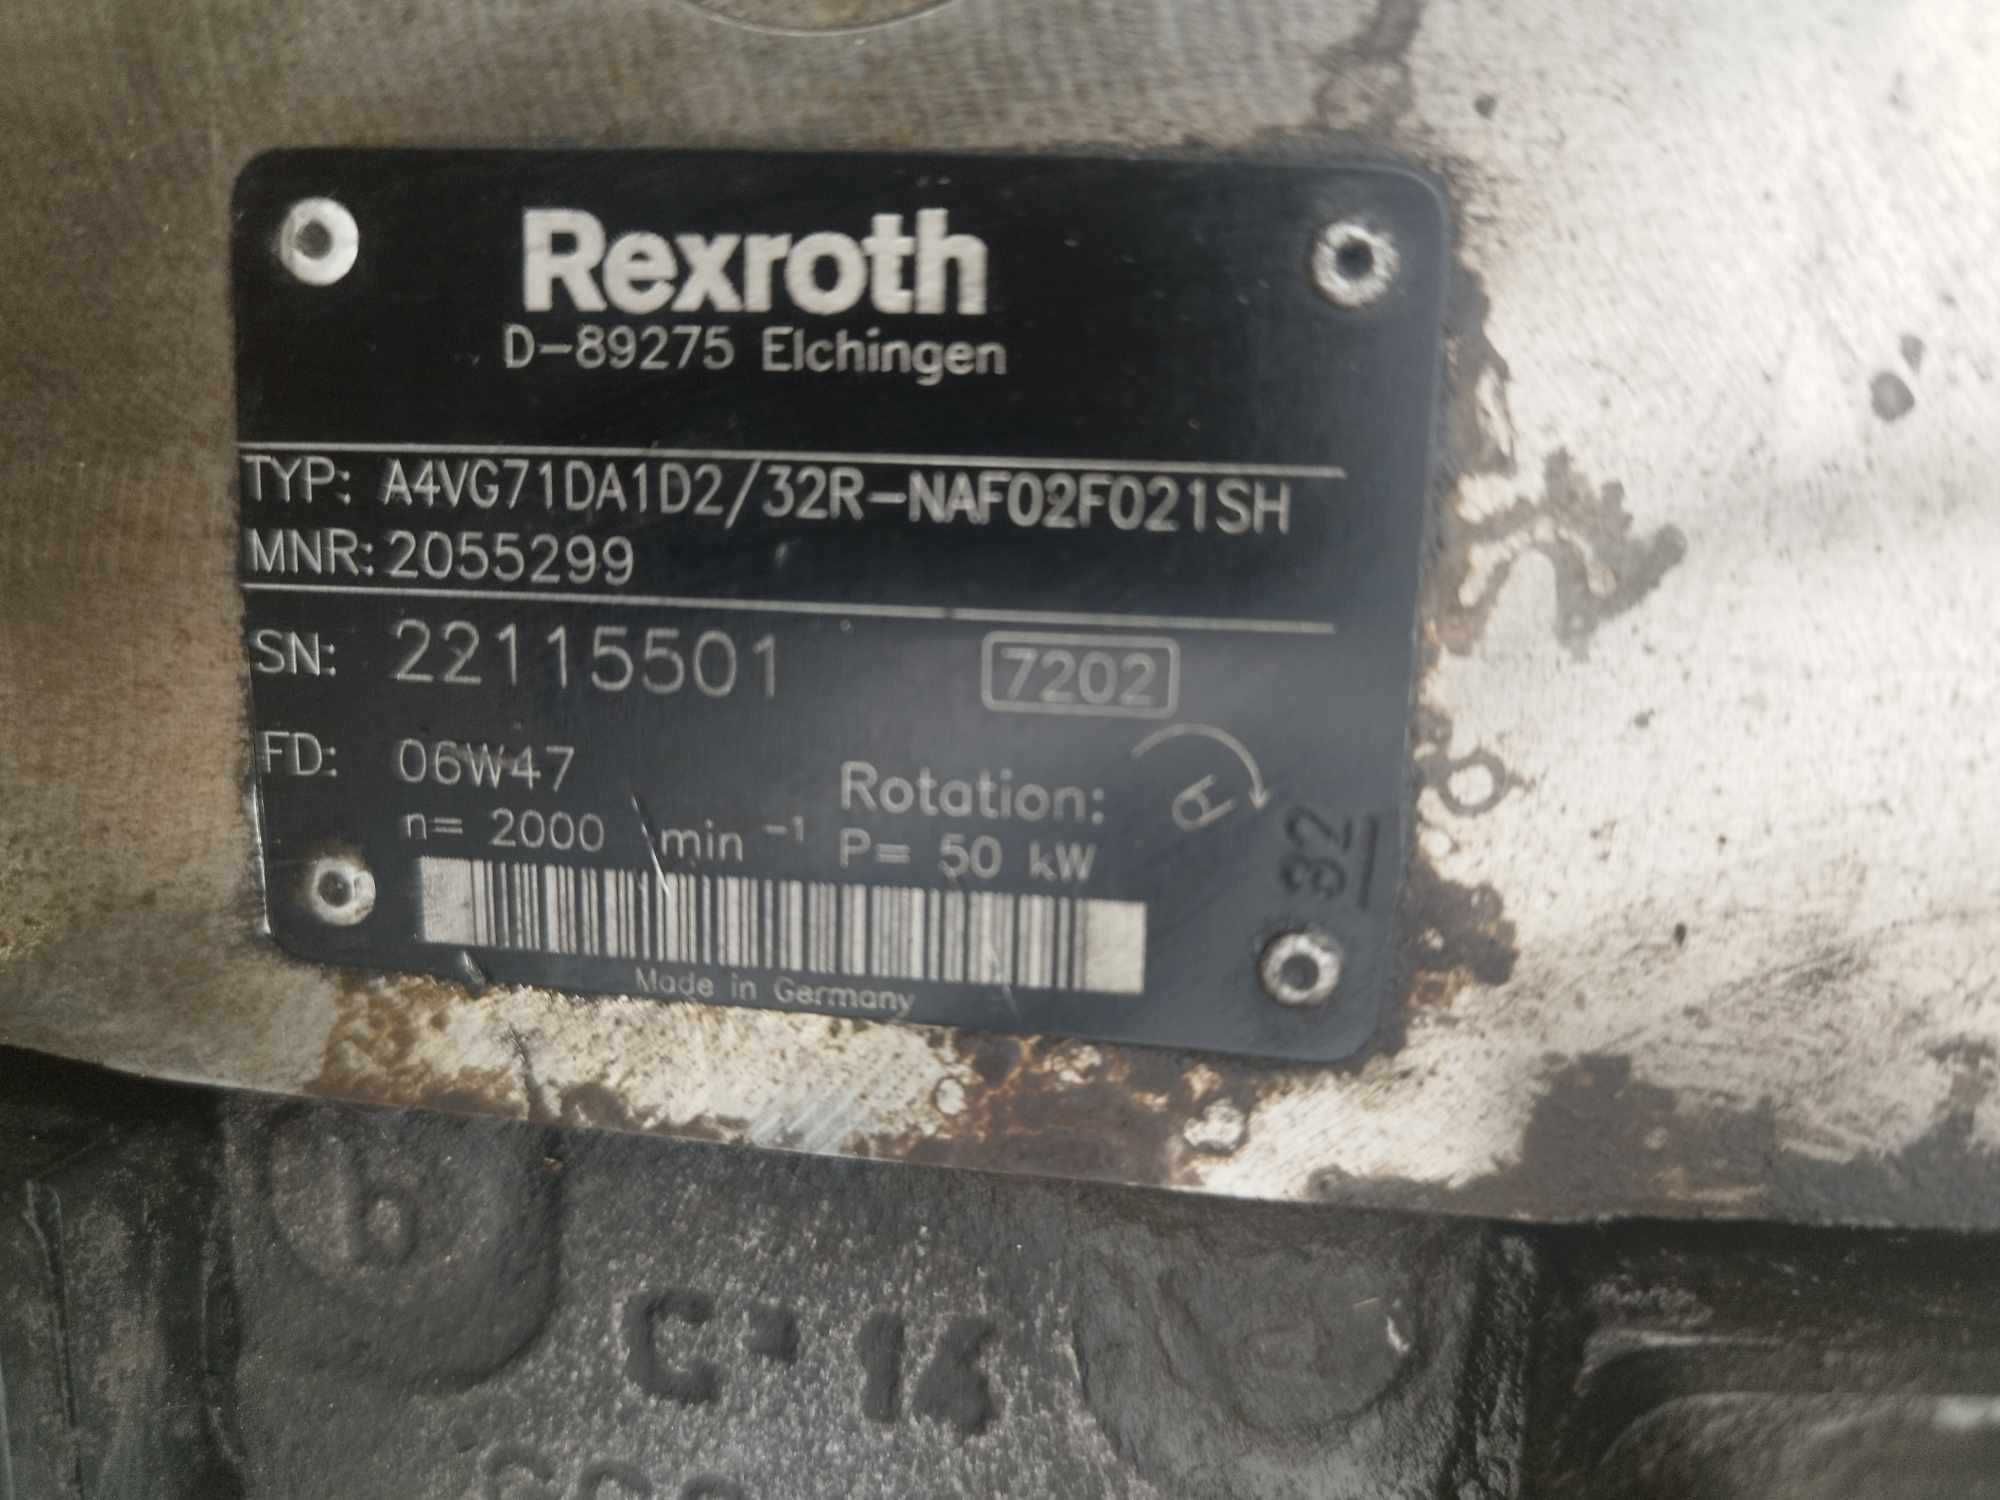 Rexroth
D-89275 Elchingen
TYP: A4VG71DA1D2/32R-NAF02F021SH
MNR: 2055299
SN: 22115501 7202
FD: 06W47
Rotation:
n= 2000 min -1 P= 50 kW
32
Made in Germany
C-16